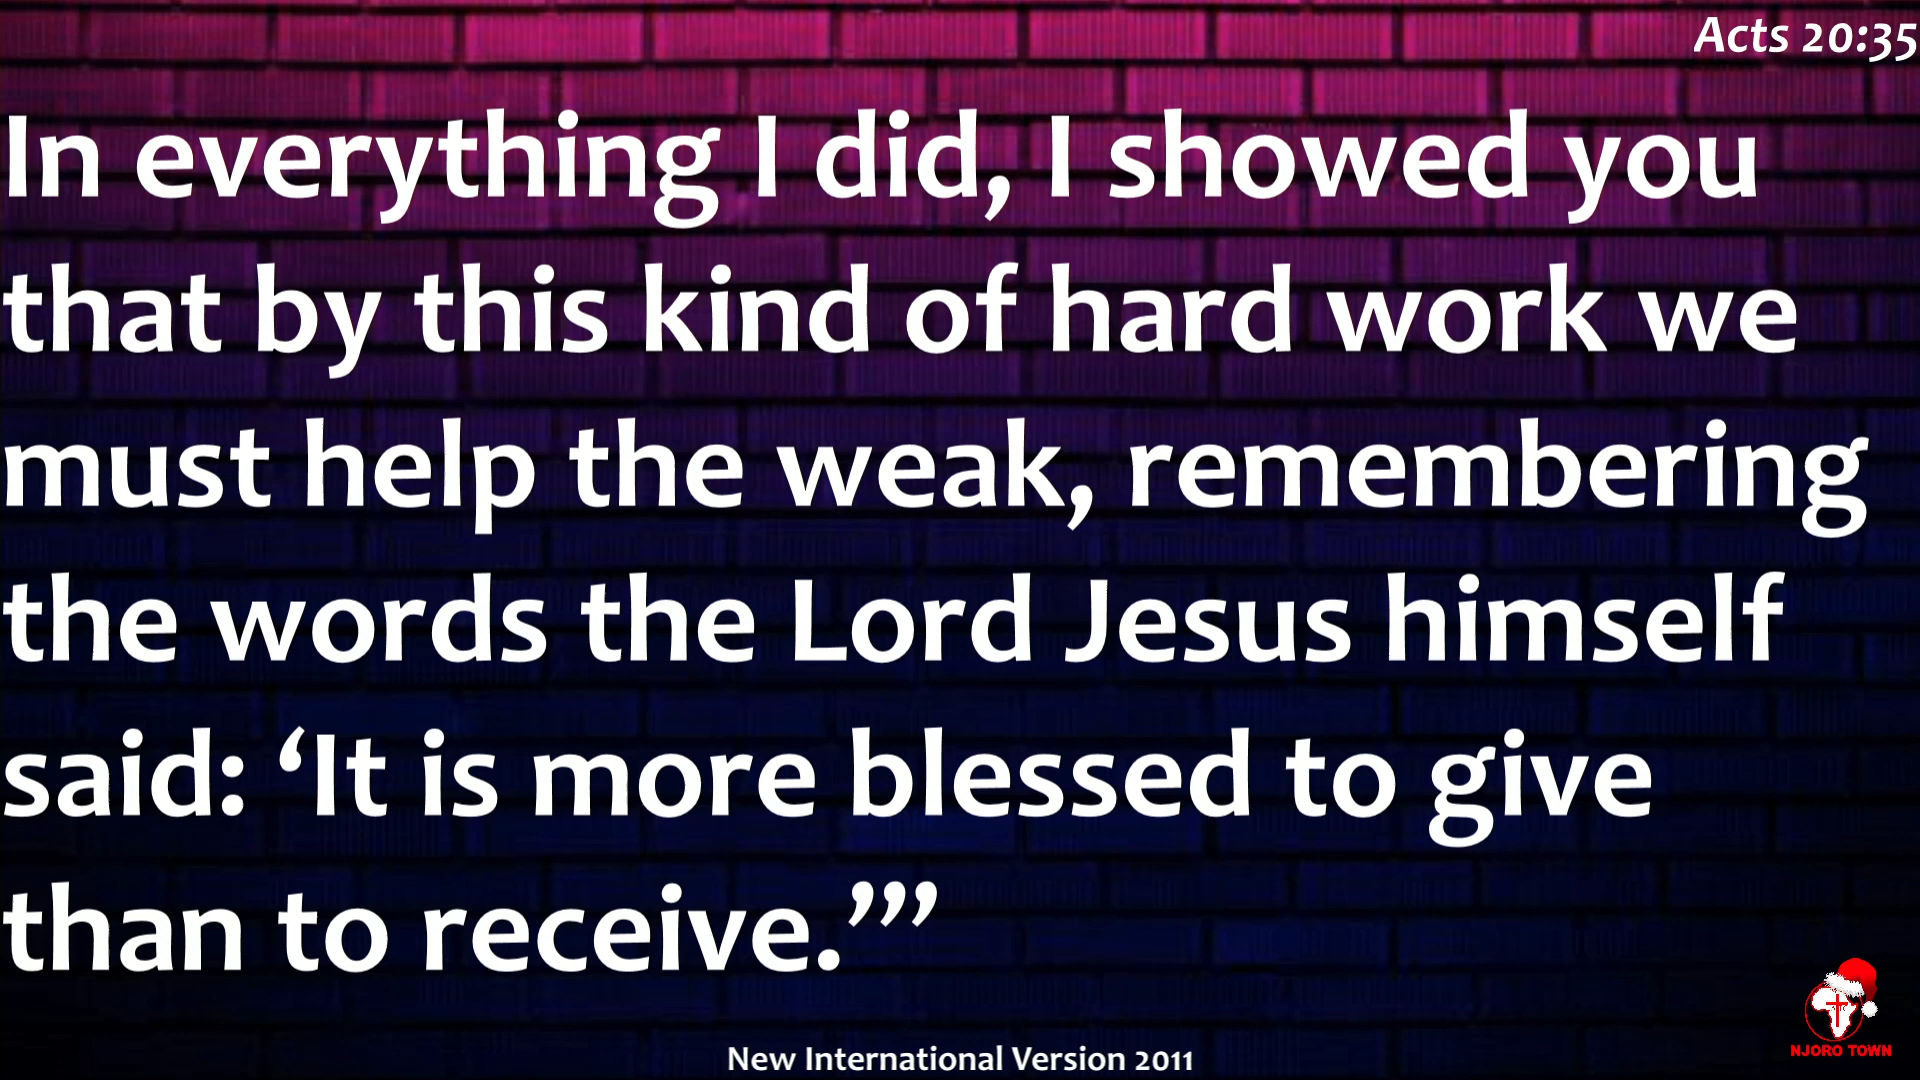 Acts 20:35
In everything I did, I showed you
that by this kind of hard work we
must help the weak, remembering
the words the Lord Jesus himself
said: ‘It is more blessed to give
than to receive.’”
NJORO TOWN
New International Version 2011